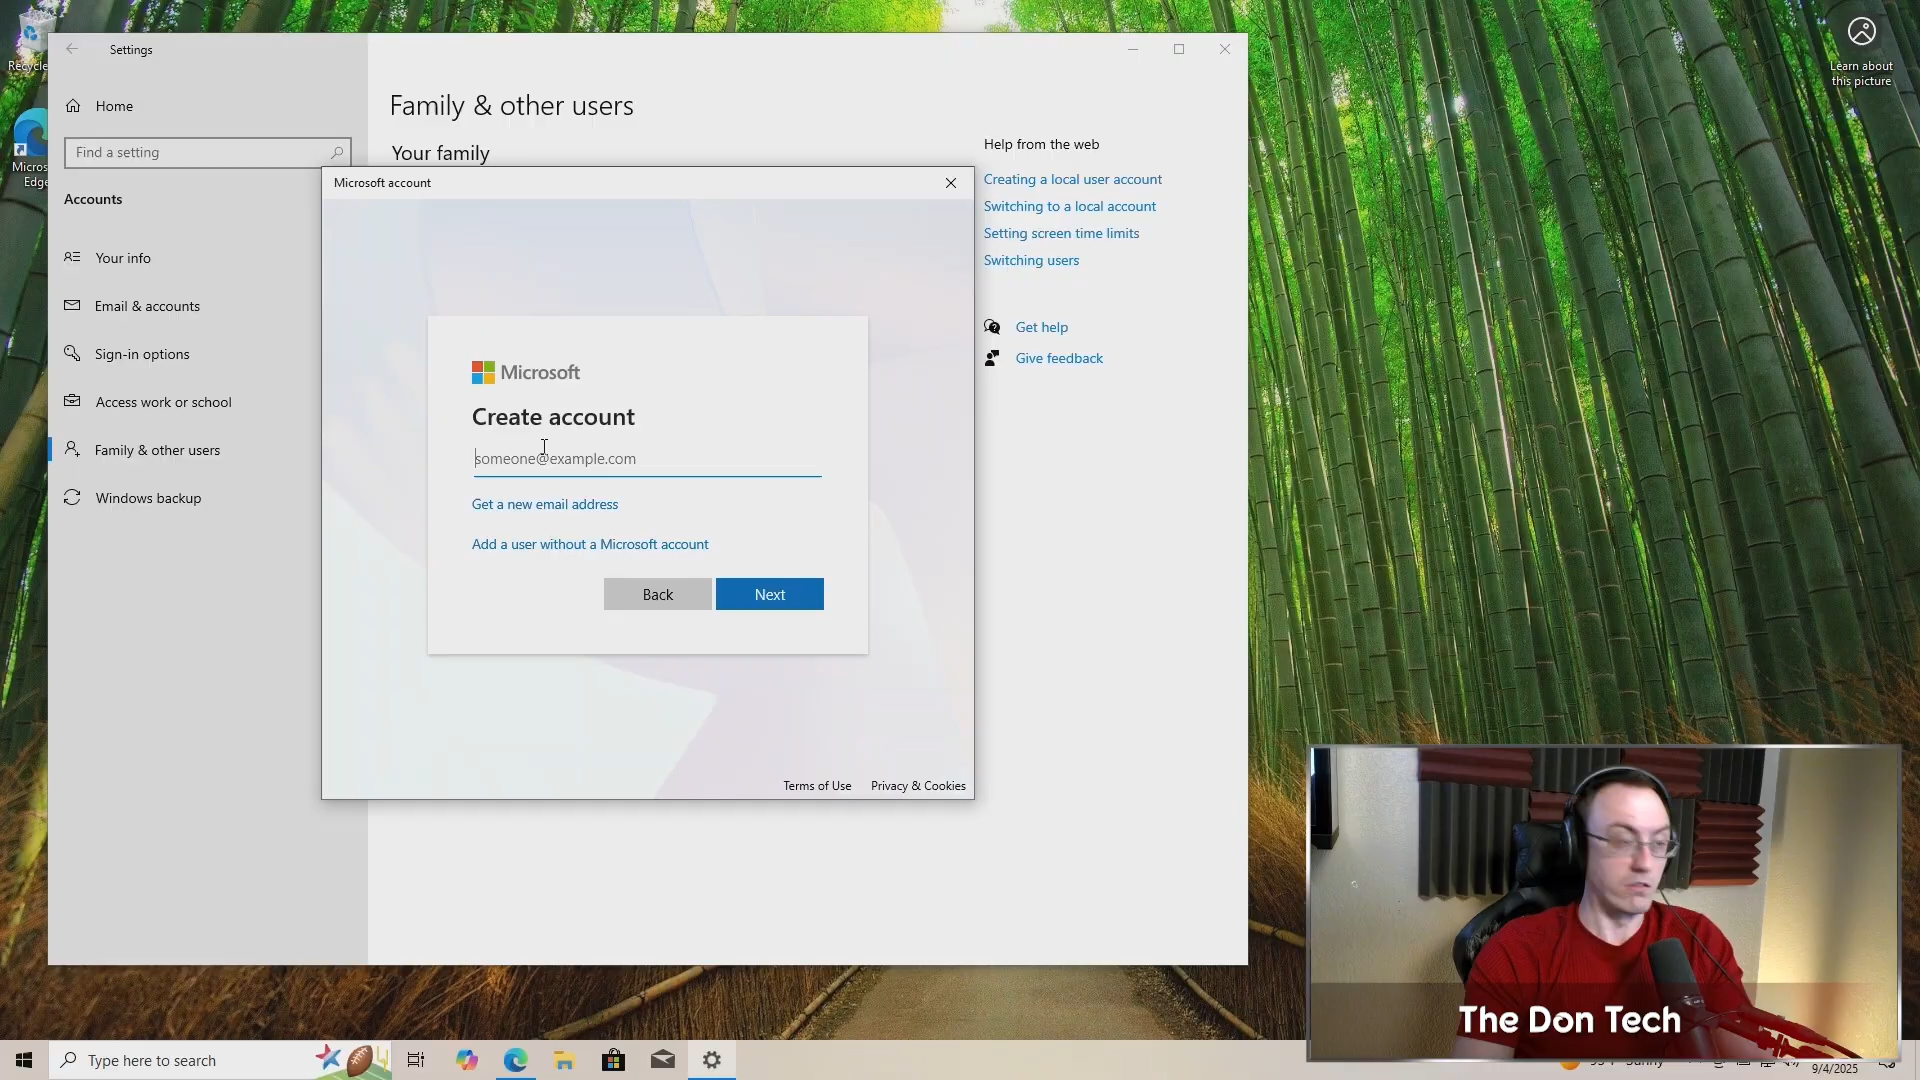 Recycle
Micros
Edge
Learn about
this picture
Settings
Home
Find a setting
Accounts
Your info
Email & accounts
Sign-in options
Access work or school
Family & other users
Windows backup
Family & other users
Your family
Help from the web
Creating a local user account
Switching to a local account
Setting screen time limits
Switching users
Get help
Give feedback
Microsoft account
Microsoft
Create account
someone@example.com
Get a new email address
Add a user without a Microsoft account
Back
Next
Terms of Use
Privacy & Cookies
The Don Tech
Type here to search
Sunny
9/4/2025